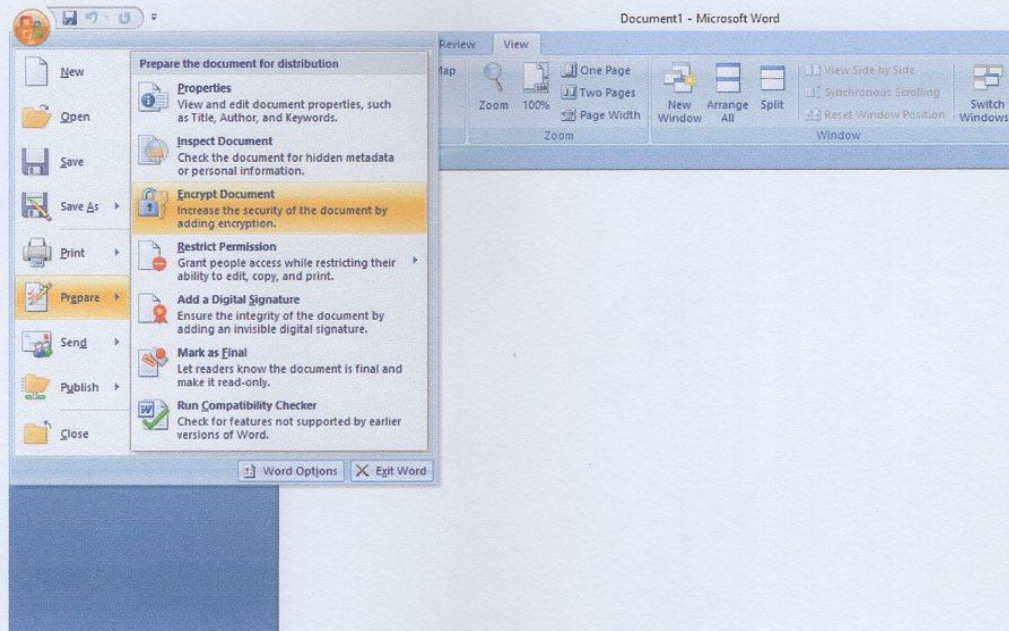 Document1 - Microsoft Word
Review View
One Page
Two Pages
Page Width
Zoom 100%
New Window
Arrange All
Split
View Side by Side
Synchronous Scrolling
Reset Window Position
Switch Windows
Zoom
Window
New
Open
Save
Save As
Print
Prepare
Send
Publish
Close
Prepare the document for distribution
Properties
View and edit document properties, such
as Title, Author, and Keywords.
Inspect Document
Check the document for hidden metadata
or personal information.
Encrypt Document
Increase the security of the document by
adding encryption.
Restrict Permission
Grant people access while restricting their
ability to edit, copy, and print.
Add a Digital Signature
Ensure the integrity of the document by
adding an invisible digital signature.
Mark as Final
Let readers know the document is final and
make it read-only.
Run Compatibility Checker
Check for features not supported by earlier
versions of Word.
Word Options
Exit Word